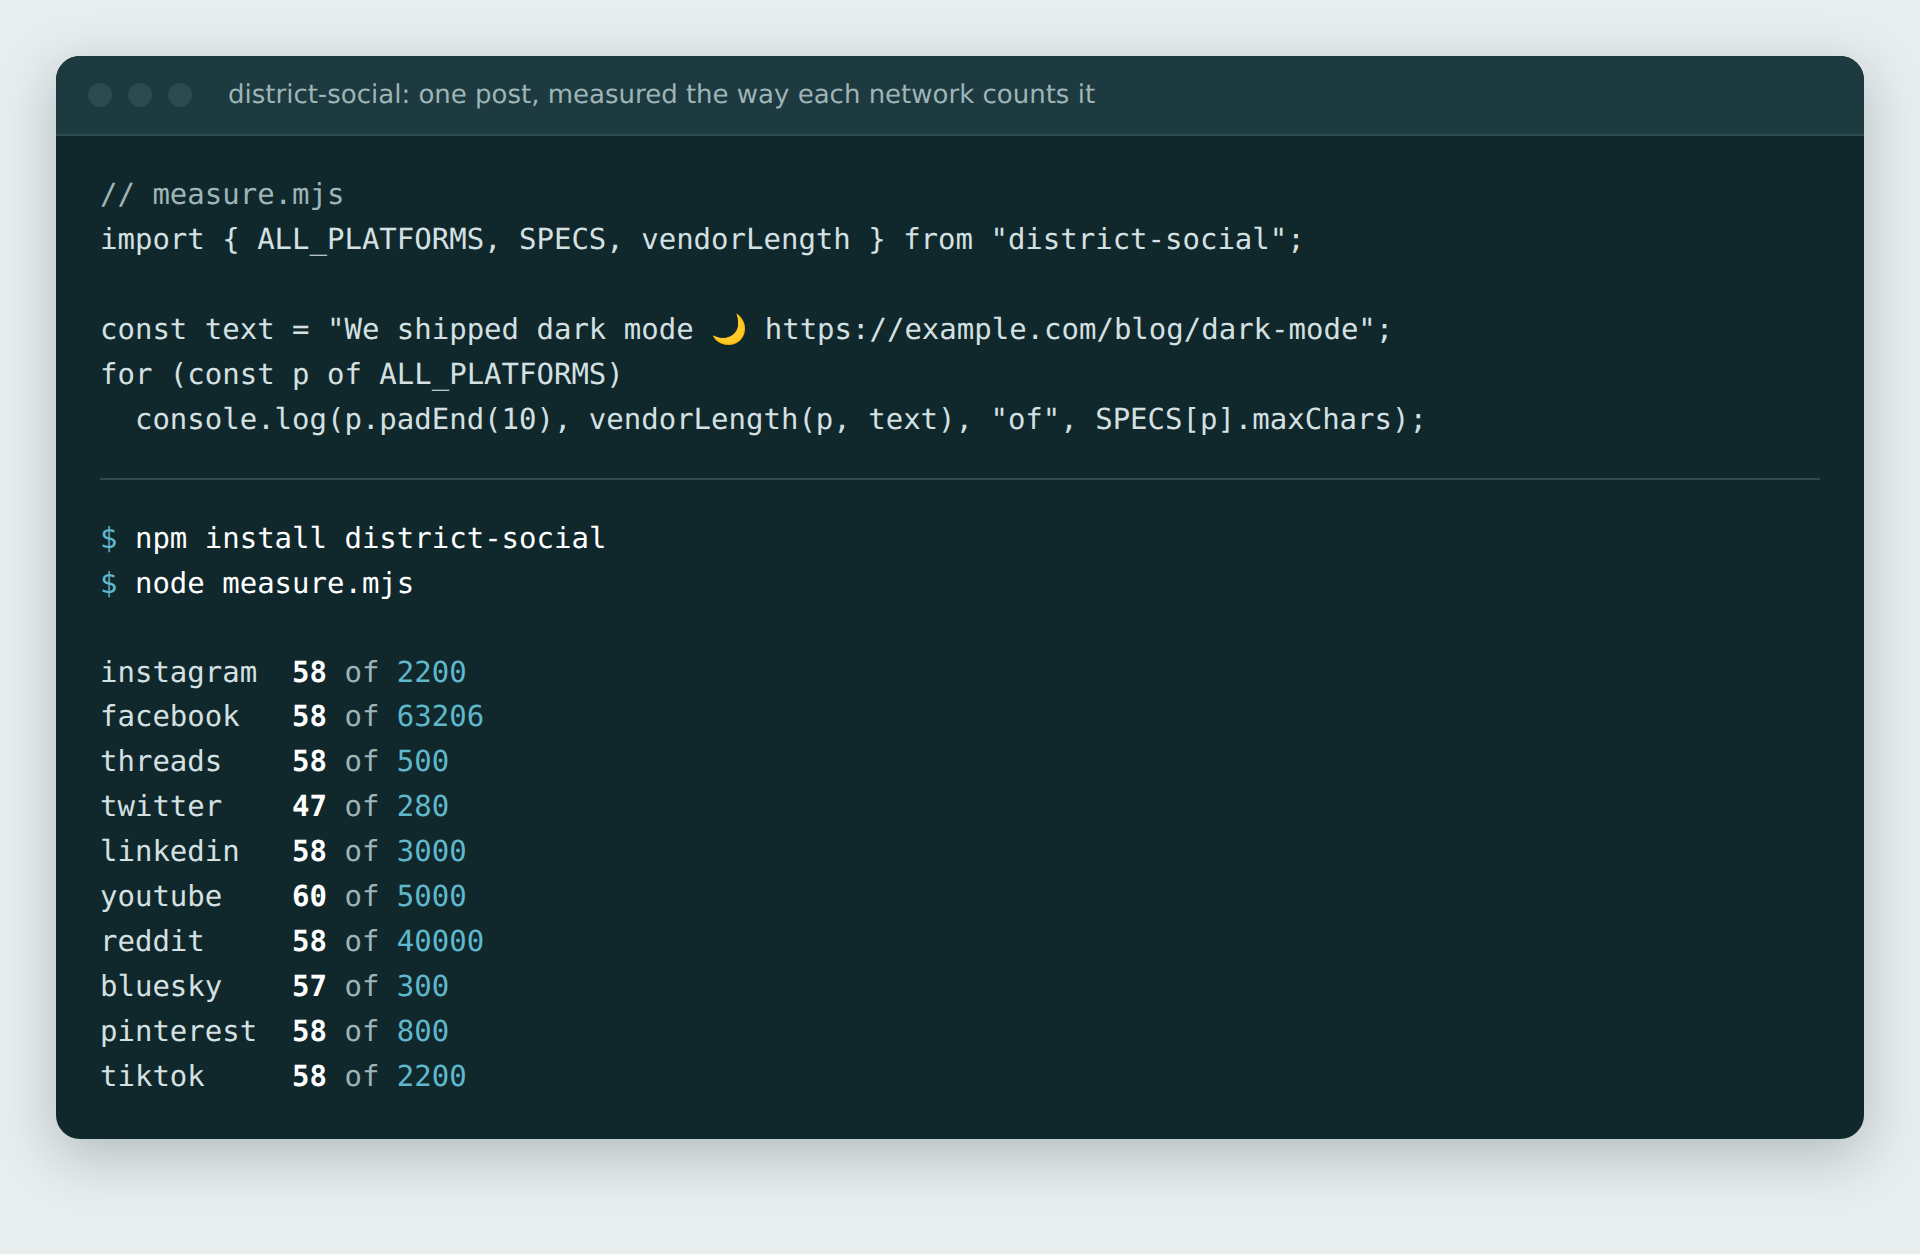 district-social: one post, measured the way each network counts it
// measure.mjs
import { ALL_PLATFORMS, SPECS, vendorLength } from "district-social";
const text = "We shipped dark mode 🌙 https://example.com/blog/dark-mode";
for (const p of ALL_PLATFORMS)
  console.log(p.padEnd(10), vendorLength(p, text), "of", SPECS[p].maxChars);
$ npm install district-social
$ node measure.mjs
instagram  58 of 2200
facebook   58 of 63206
threads    58 of 500
twitter    47 of 280
linkedin   58 of 3000
youtube    60 of 5000
reddit     58 of 40000
bluesky    57 of 300
pinterest  58 of 800
tiktok     58 of 2200